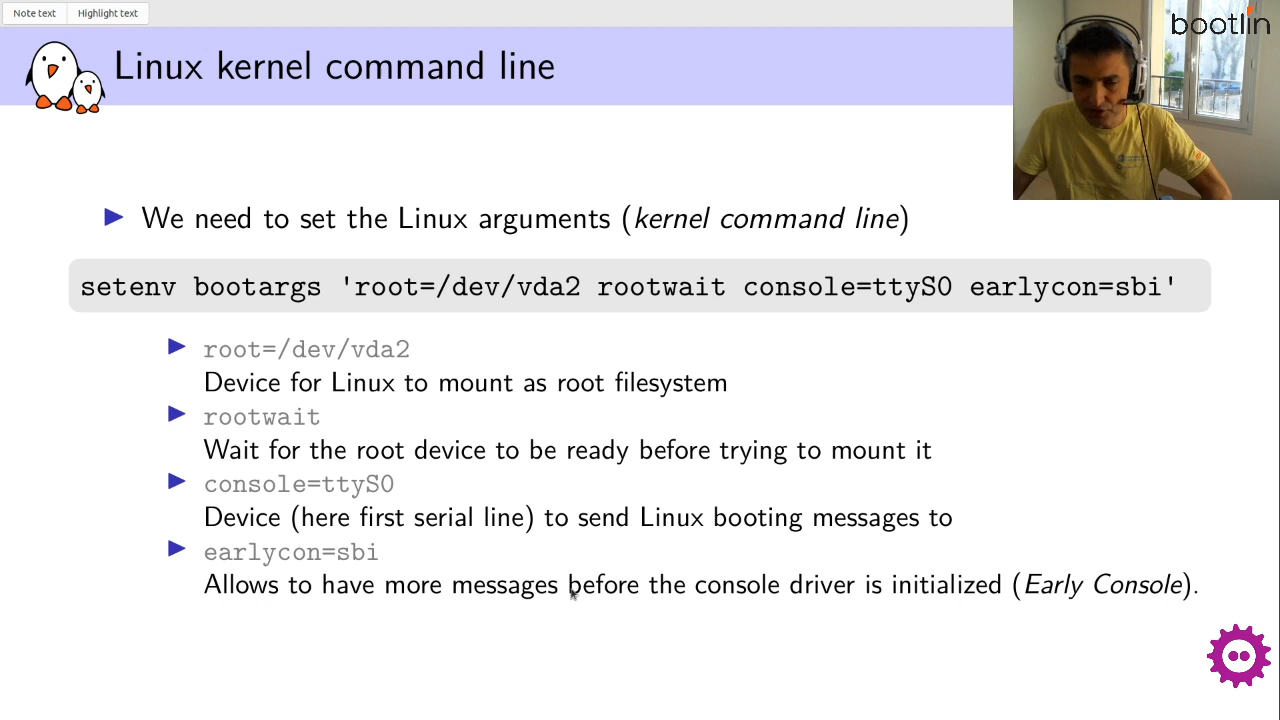 Note text
Highlight text
bootlin
Linux kernel command line
We need to set the Linux arguments (kernel command line)
setenv bootargs 'root=/dev/vda2 rootwait console=ttyS0 earlycon=sbi'
root=/dev/vda2
Device for Linux to mount as root filesystem
rootwait
Wait for the root device to be ready before trying to mount it
console=ttyS0
Device (here first serial line) to send Linux booting messages to
earlycon=sbi
Allows to have more messages before the console driver is initialized (Early Console).